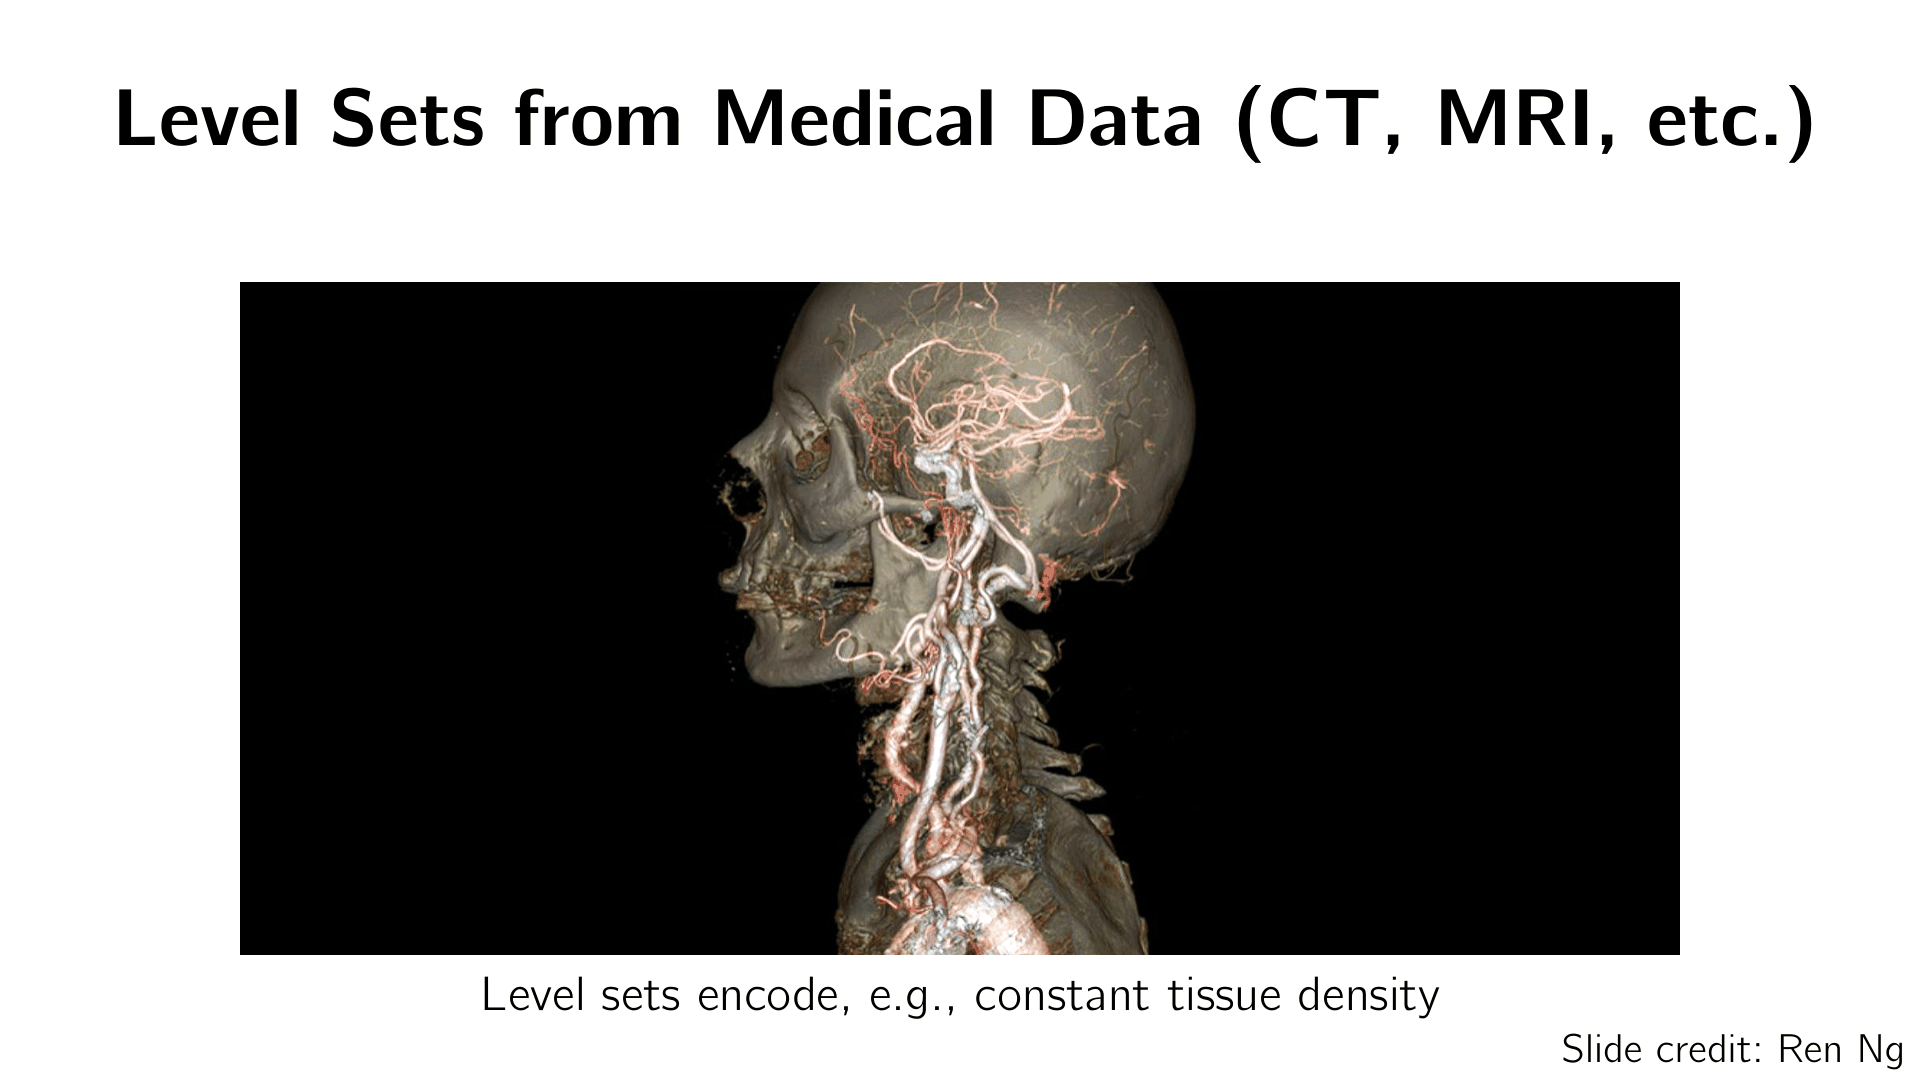 Level Sets from Medical Data (CT, MRI, etc.)
Level sets encode, e.g., constant tissue density
Slide credit: Ren Ng